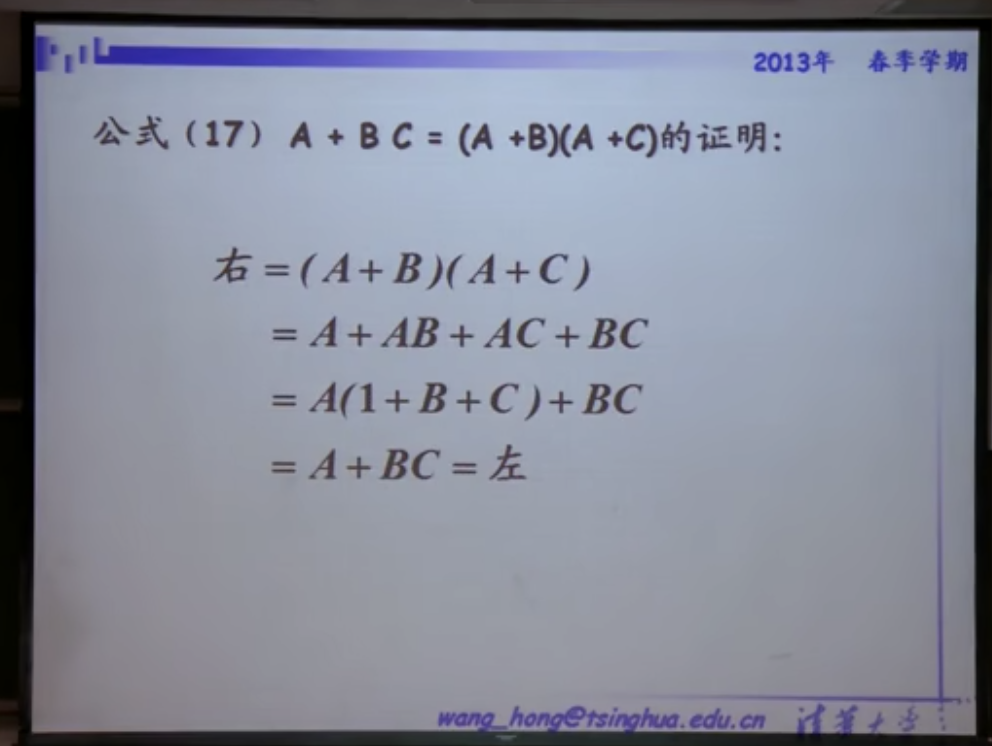 2013年 春季学期
公式（17） A + B C = (A +B)(A +C)的证明:
右 = ( A + B )( A + C )
= A + AB + AC + BC
= A(1 + B + C ) + BC
= A + BC = 左
wang_hong@tsinghua.edu.cn 清华大学